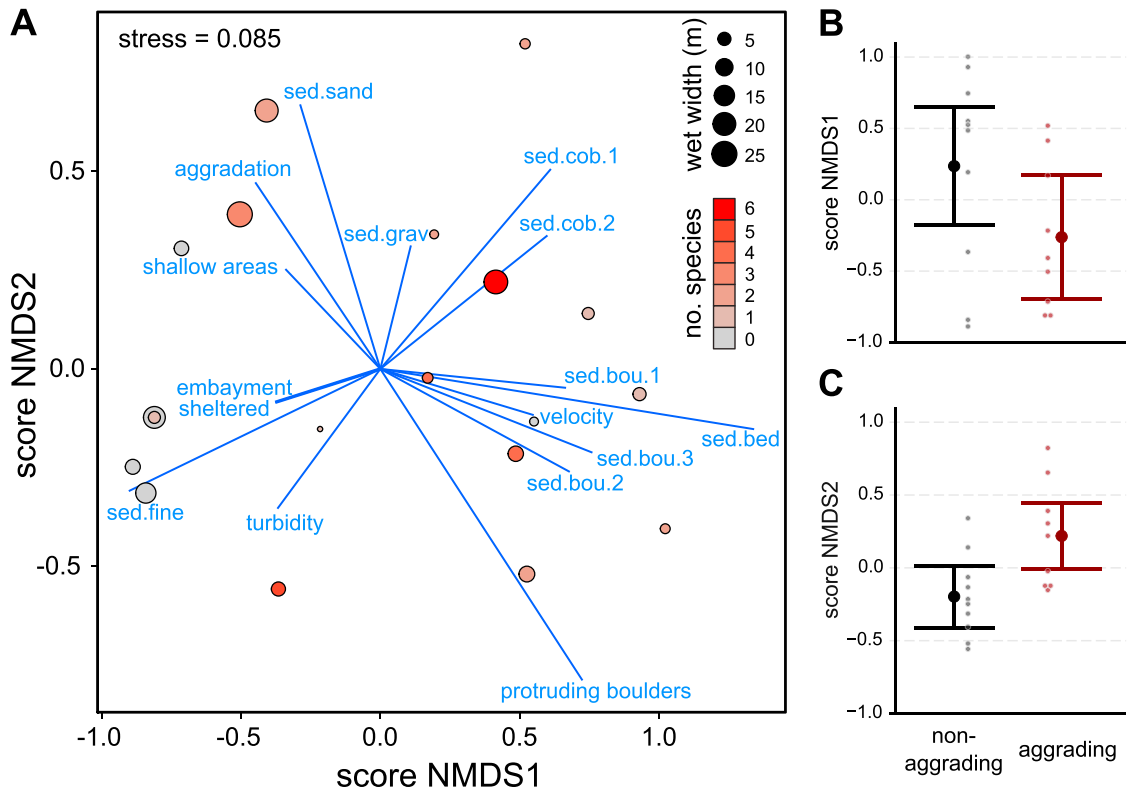 A
stress = 0.085
wet width (m)
5
10
15
20
25
no. species
6
5
4
3
2
1
0
sed.sand
aggradation
sed.cob.1
sed.cob.2
sed.grav
shallow areas
embayment
sheltered
sed.bou.1
velocity
sed.bed
sed.bou.3
sed.bou.2
sed.fine
turbidity
protruding boulders
score NMDS2
0.5
0.0
-0.5
-1.0
-0.5
0.0
0.5
1.0
score NMDS1
B
score NMDS1
1.0
0.5
0.0
−0.5
−1.0
C
score NMDS2
1.0
0.5
0.0
−0.5
−1.0
non-
aggrading
aggrading